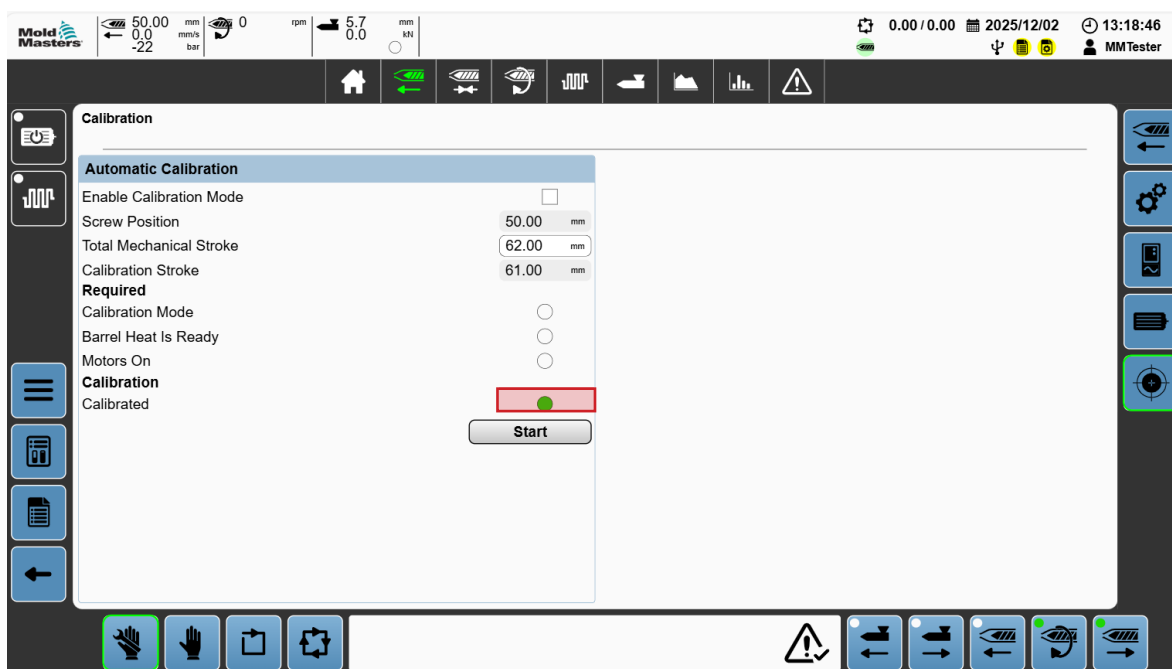 Mold
Masters
50.00 mm
0.0 mm/s
-22 bar
0 rpm
5.7 mm
0.0 kN
0.00 / 0.00
2025/12/02
13:18:46
MMTester
Calibration
Automatic Calibration
Enable Calibration Mode
Screw Position 50.00 mm
Total Mechanical Stroke 62.00 mm
Calibration Stroke 61.00 mm
Required
Calibration Mode
Barrel Heat Is Ready
Motors On
Calibration
Calibrated
Start